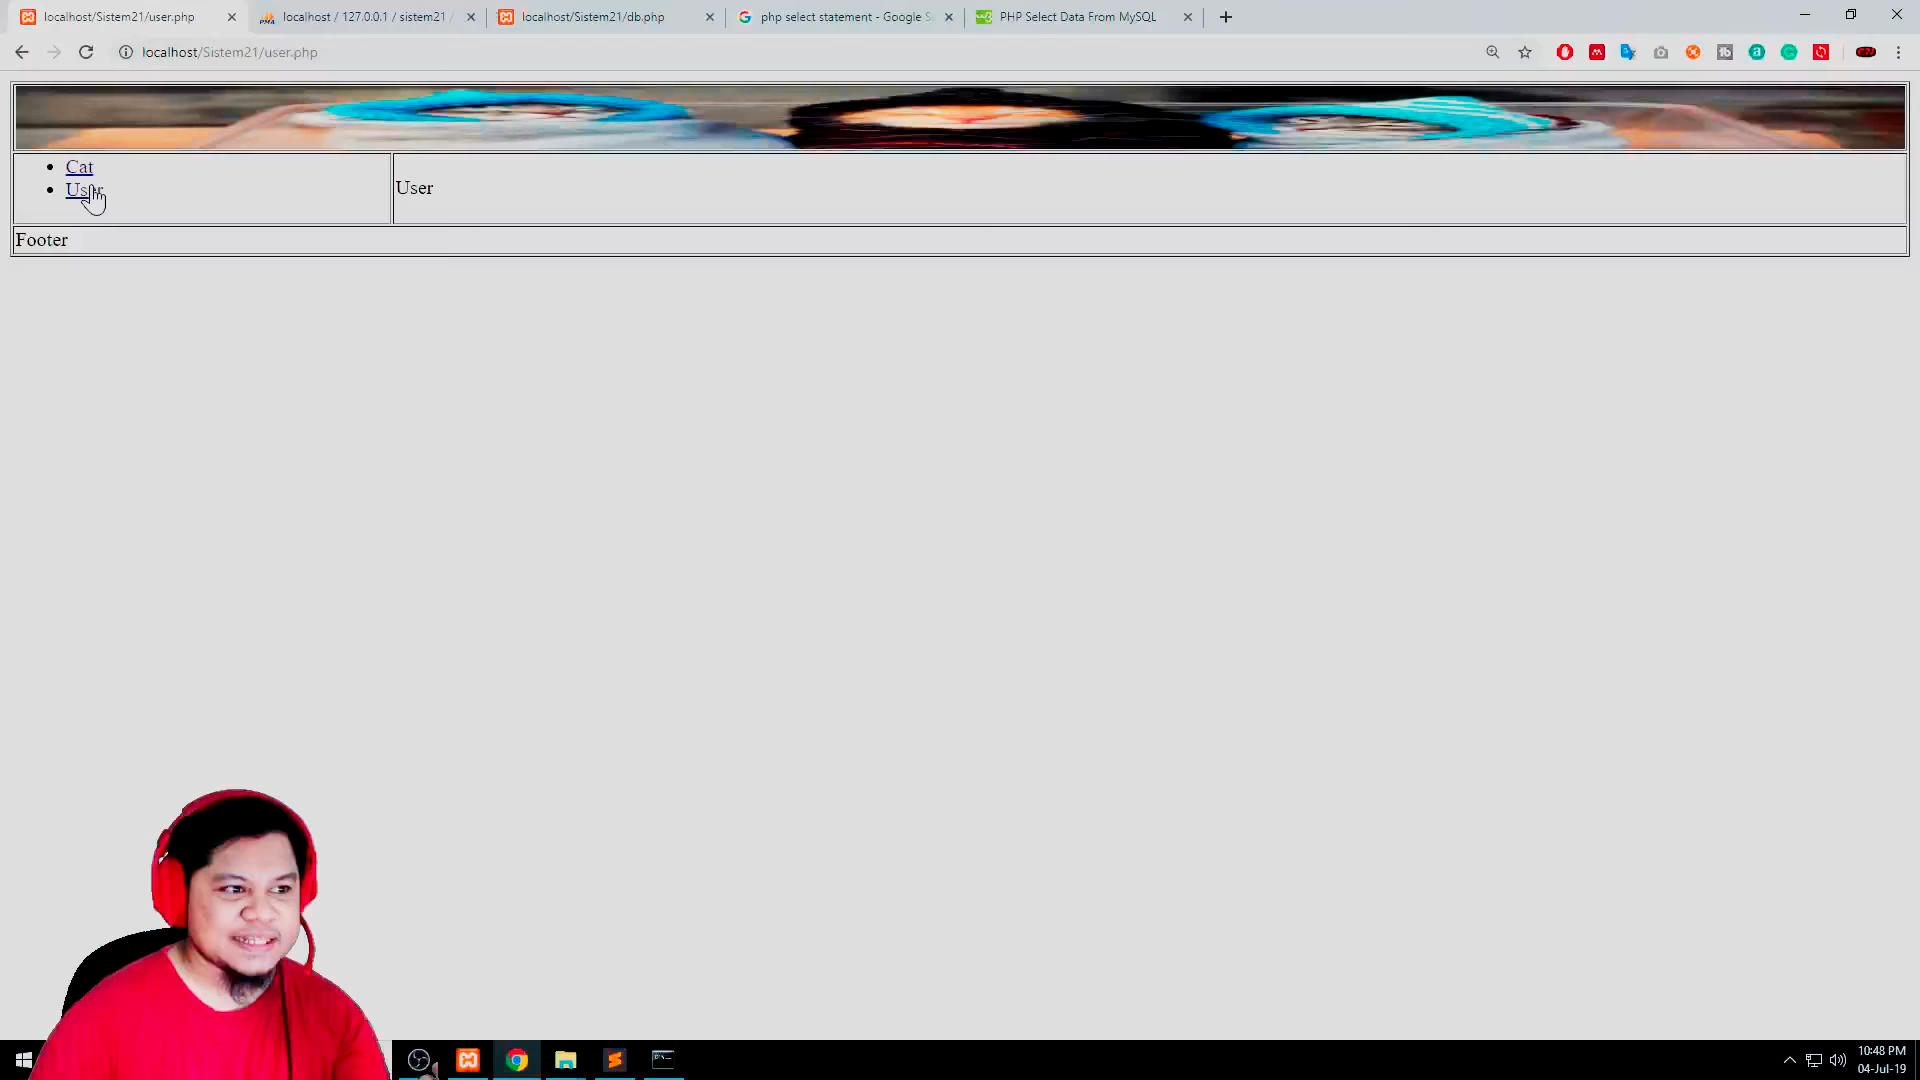 localhost/Sistem21/user.php
localhost / 127.0.0.1 / sistem21 /
localhost/Sistem21/db.php
php select statement - Google S
PHP Select Data From MySQL
localhost/Sistem21/user.php
Cat
User
User
Footer
10:48 PM
04-Jul-19